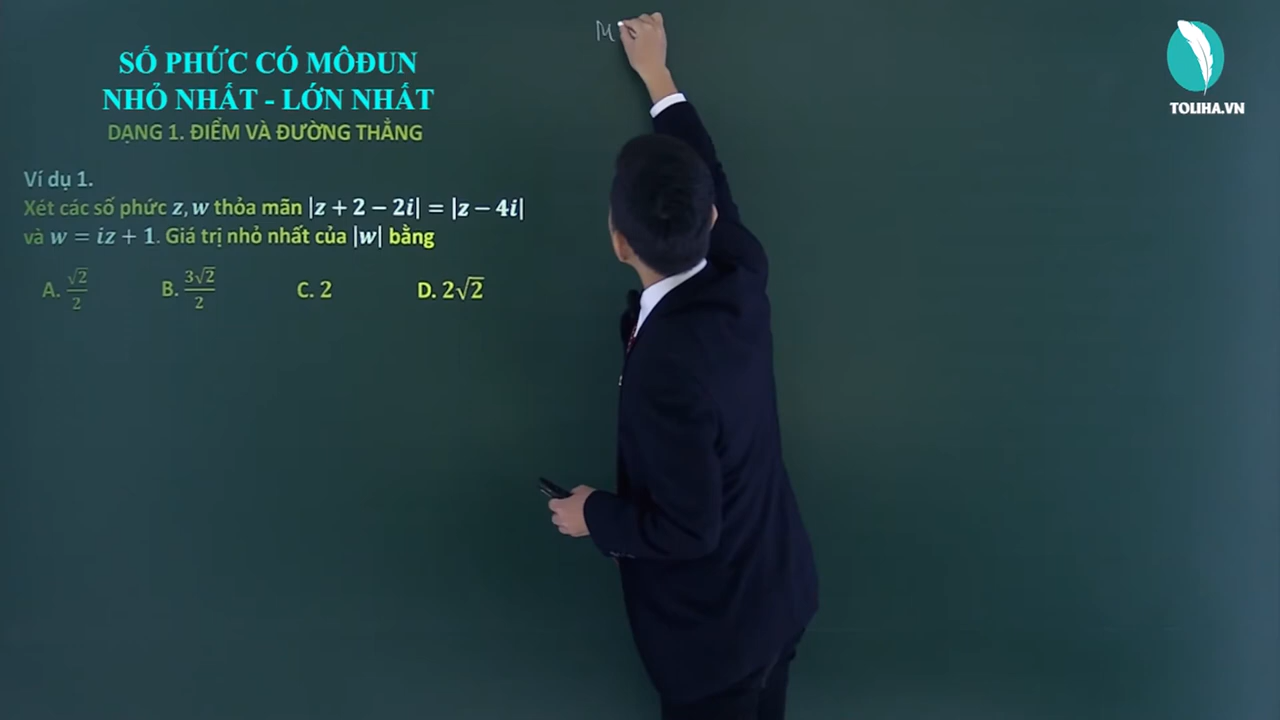 SỐ PHỨC CÓ MÔĐUN
NHỎ NHẤT - LỚN NHẤT
DẠNG 1. ĐIỂM VÀ ĐƯỜNG THẲNG
Ví dụ 1.
Xét các số phức z, w thỏa mãn |z + 2 − 2i| = |z − 4i|
và w = iz + 1. Giá trị nhỏ nhất của |w| bằng
A. √2/2 B. 3√2/2 C. 2 D. 2√2
M
TOLIHA.VN